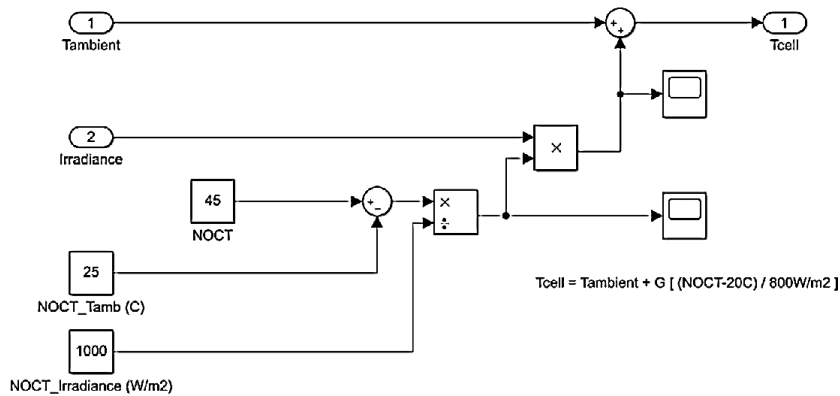 1
Tambient
+
+
1
Tcell
2
Irradiance
×
45
NOCT
+
−
×
÷
25
NOCT_Tamb (C)
Tcell = Tambient + G [ (NOCT-20C) / 800W/m2 ]
1000
NOCT_Irradiance (W/m2)